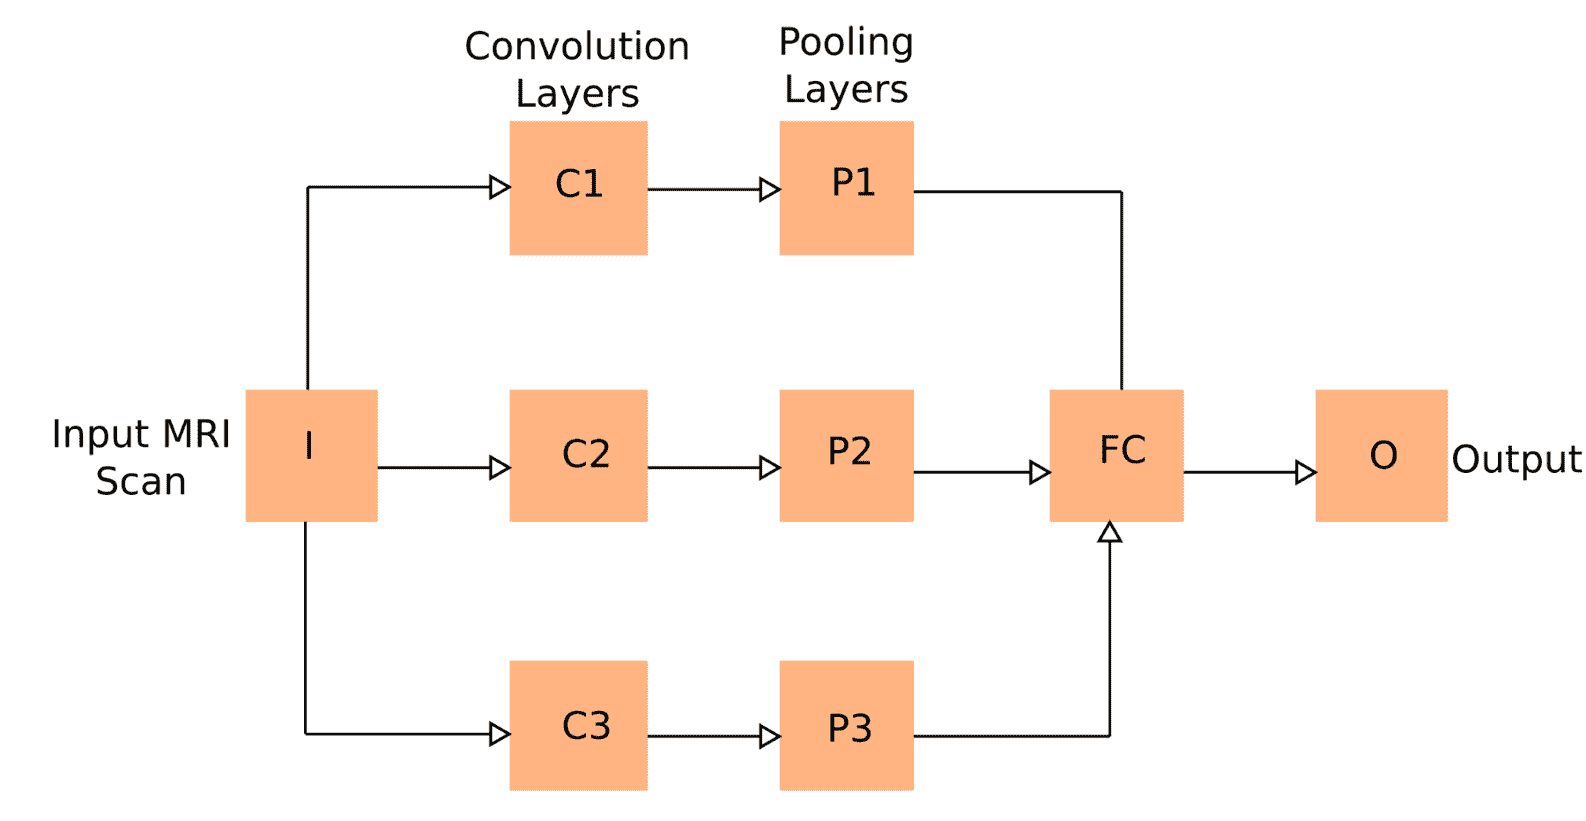 Convolution
Layers
Pooling
Layers
C1
P1
Input MRI
Scan
I
C2
P2
FC
O
Output
C3
P3